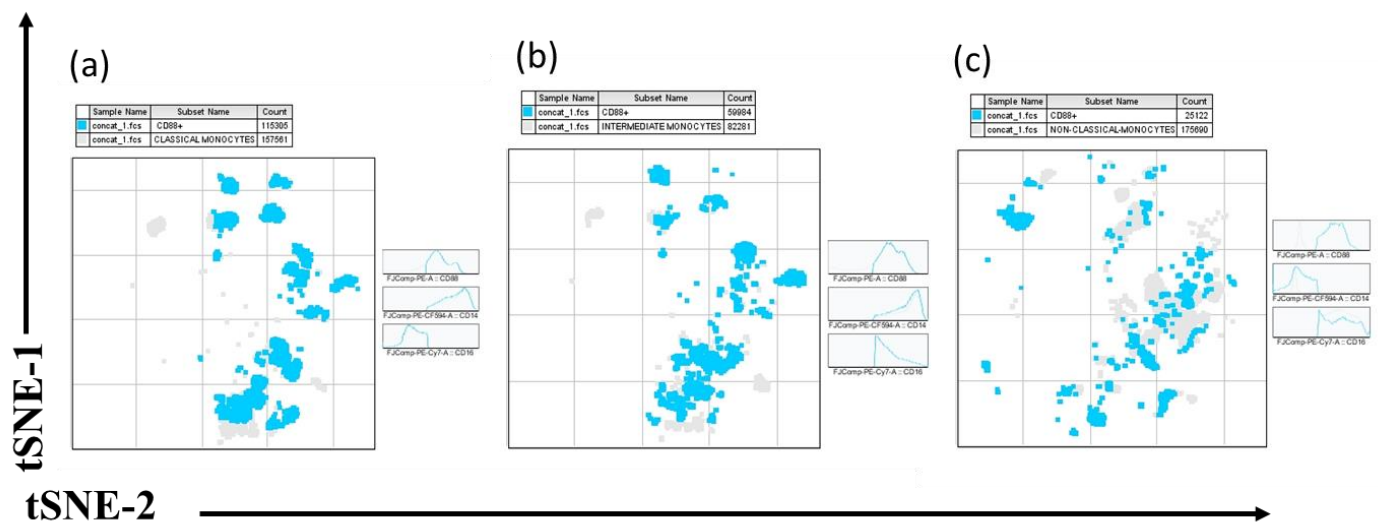 tSNE-1
(a)
Sample Name Subset Name Count
concat_1.fcs CD88+ 115305
concat_1.fcs CLASSICAL MONOCYTES 157561
FJComp-PE-A :: CD88
FJComp-PE-CF594-A :: CD14
FJComp-PE-Cy7-A :: CD16
(b)
Sample Name Subset Name Count
concat_1.fcs CD88+ 59984
concat_1.fcs INTERMEDIATE MONOCYTES 82281
FJComp-PE-A :: CD88
FJComp-PE-CF594-A :: CD14
FJComp-PE-Cy7-A :: CD16
(c)
Sample Name Subset Name Count
concat_1.fcs CD88+ 25122
concat_1.fcs NON-CLASSICAL-MONOCYTES 175690
FJComp-PE-A :: CD88
FJComp-PE-CF594-A :: CD14
FJComp-PE-Cy7-A :: CD16
tSNE-2